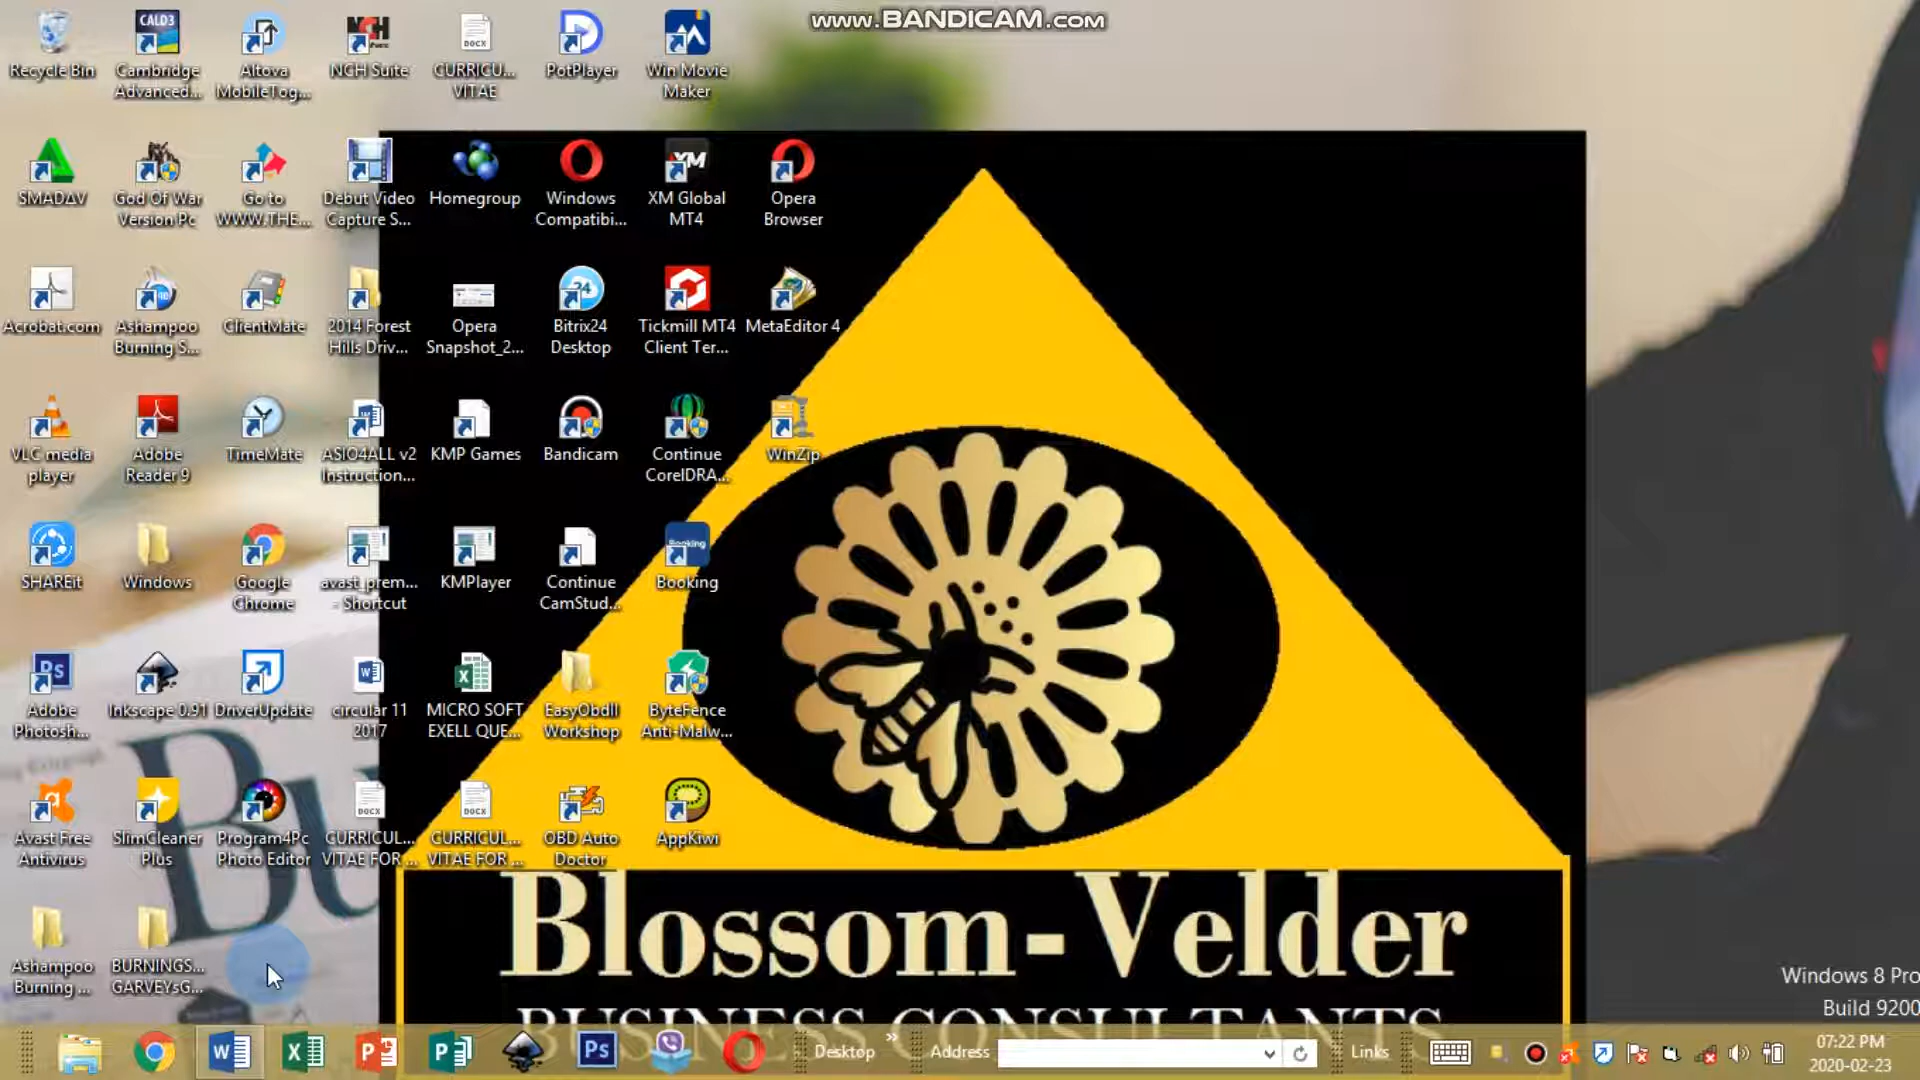 www.BANDICAM.com
Recycle Bin
Cambridge
Advanced...
Altova
MobileTog...
NCH Suite
CURRICU...
VITAE
PotPlayer
Win Movie
Maker
SMADAV
God Of War
Version Pc
Go to
WWW.THE...
Debut Video
Capture S...
Homegroup
Windows
Compatibi...
XM Global
MT4
Opera
Browser
Acrobat.com
Ashampoo
Burning S...
ClientMate
2014 Forest
Hills Driv...
Opera
Snapshot_2...
Bitrix24
Desktop
Tickmill MT4
Client Ter...
MetaEditor 4
VLC media
player
Adobe
Reader 9
TimeMate
ASIO4ALL v2
Instruction...
KMP Games
Bandicam
Continue
CorelDRA...
WinZip
SHAREit
Windows
Google
Chrome
avast_prem...
- Shortcut
KMPlayer
Continue
CamStud...
Booking
Adobe
Photosh...
Inkscape 0.91
DriverUpdate
circular 11
2017
MICRO SOFT
EXELL QUE...
EasyObdII
Workshop
ByteFence
Anti-Malw...
Avast Free
Antivirus
SlimCleaner
Plus
Program4Pc
Photo Editor
CURRICUL...
VITAE FOR ...
CURRICUL...
VITAE FOR ...
OBD Auto
Doctor
AppKiwi
Ashampoo
Burning ...
BURNINGS...
GARVEYsG...
Blossom-Velder
BUSINESS CONSULTANTS
Windows 8 Pro
Build 9200
Desktop
Address
Links
07:22 PM
2020-02-23